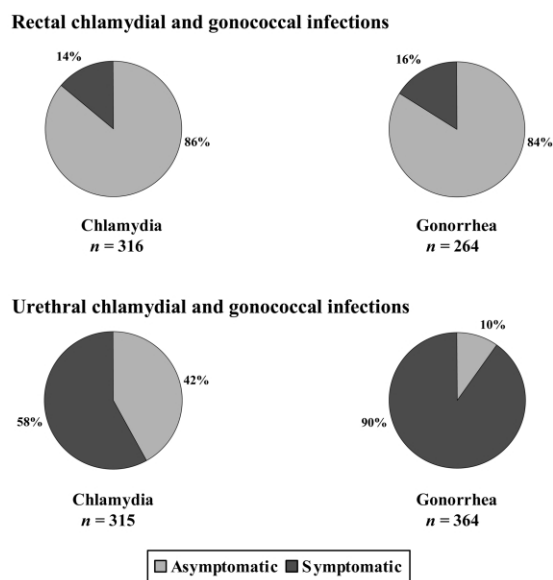 Rectal chlamydial and gonococcal infections
14%
86%
16%
84%
Chlamydia
n = 316
Gonorrhea
n = 264
Urethral chlamydial and gonococcal infections
42%
58%
10%
90%
Chlamydia
n = 315
Gonorrhea
n = 364
Asymptomatic Symptomatic